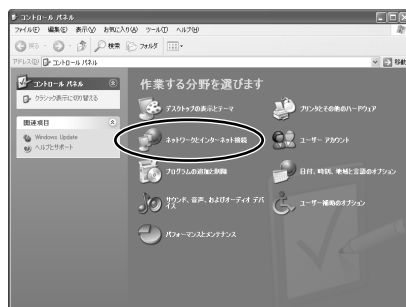 コントロール パネル
ファイル(F) 編集(E) 表示(V) お気に入り(A) ツール(T) ヘルプ(H)
戻る 検索 フォルダ
アドレス(D) コントロール パネル 移動
コントロール パネル
クラシック表示に切り替える
関連項目
Windows Update
ヘルプとサポート
作業する分野を選びます
デスクトップの表示とテーマ
プリンタとその他のハードウェア
ネットワークとインターネット接続
ユーザー アカウント
プログラムの追加と削除
日付、時刻、地域と言語のオプション
サウンド、音声、およびオーディオ デバイス
ユーザー補助のオプション
パフォーマンスとメンテナンス